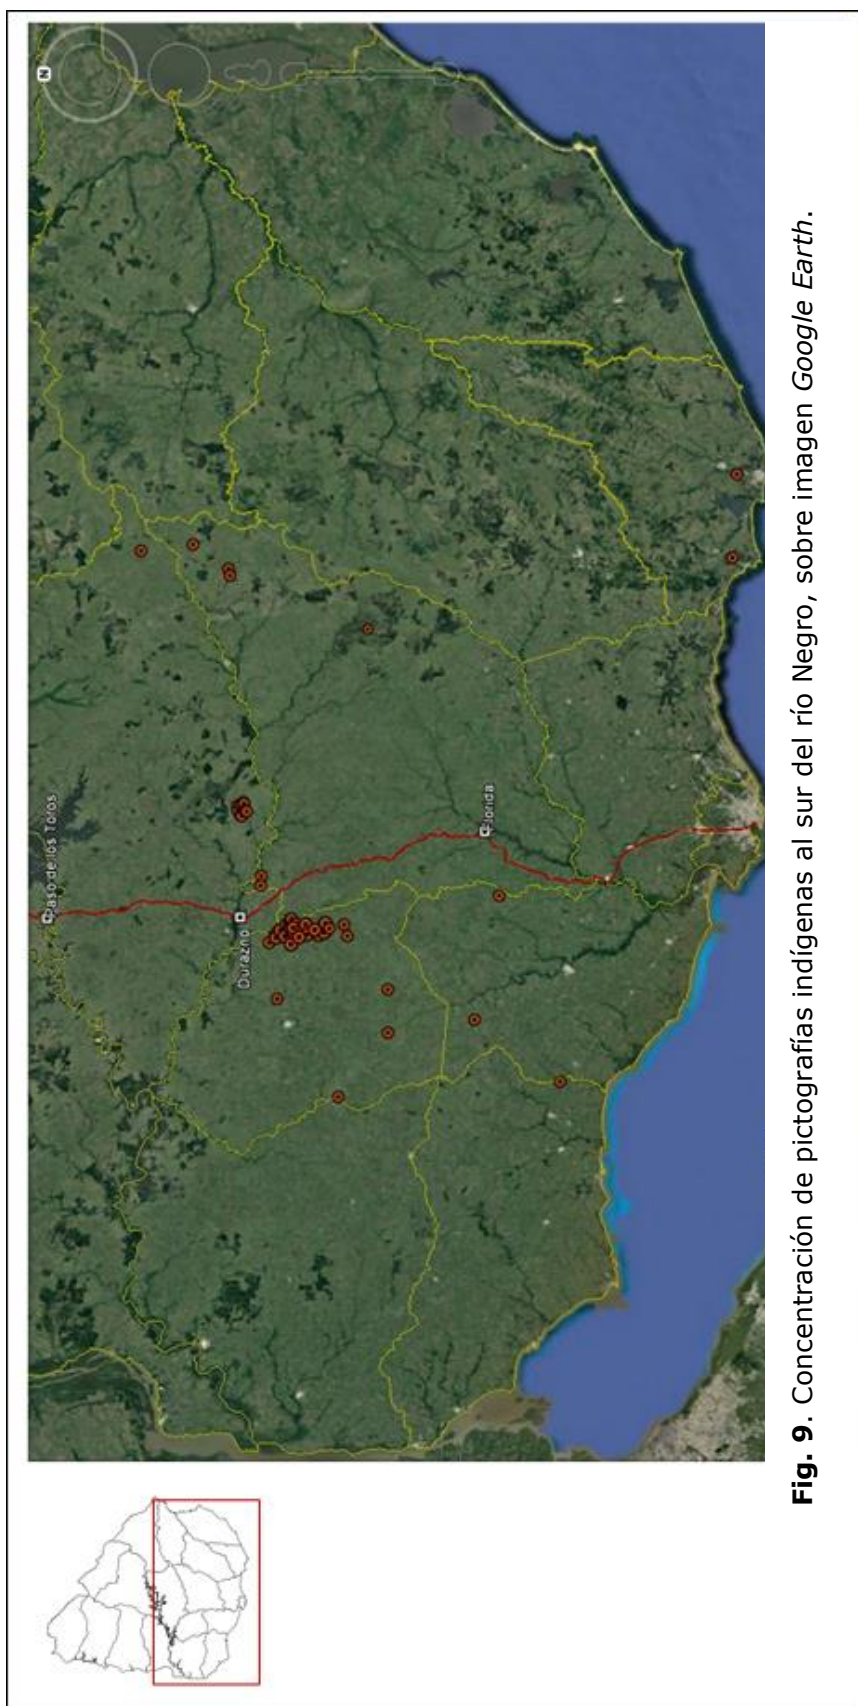 N
Paso de los Toros
Durazno
Florida
Fig. 9. Concentración de pictografías indígenas al sur del río Negro, sobre imagen Google Earth.